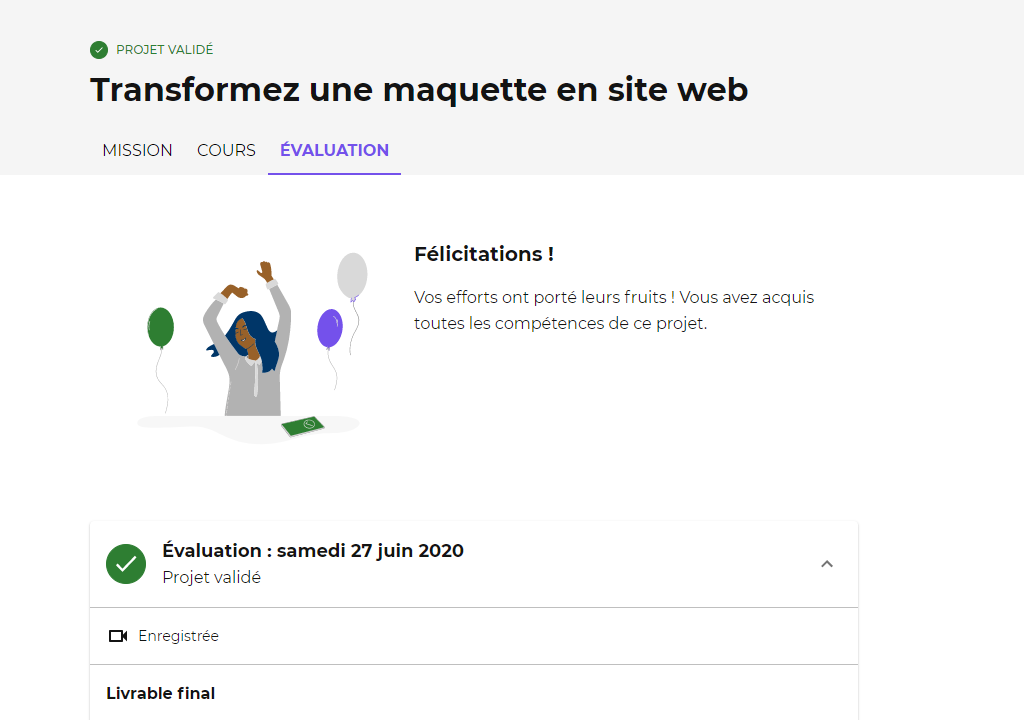 PROJET VALIDÉ
Transformez une maquette en site web
MISSION COURS ÉVALUATION
Félicitations !
Vos efforts ont porté leurs fruits ! Vous avez acquis
toutes les compétences de ce projet.
Évaluation : samedi 27 juin 2020
Projet validé
Enregistrée
Livrable final